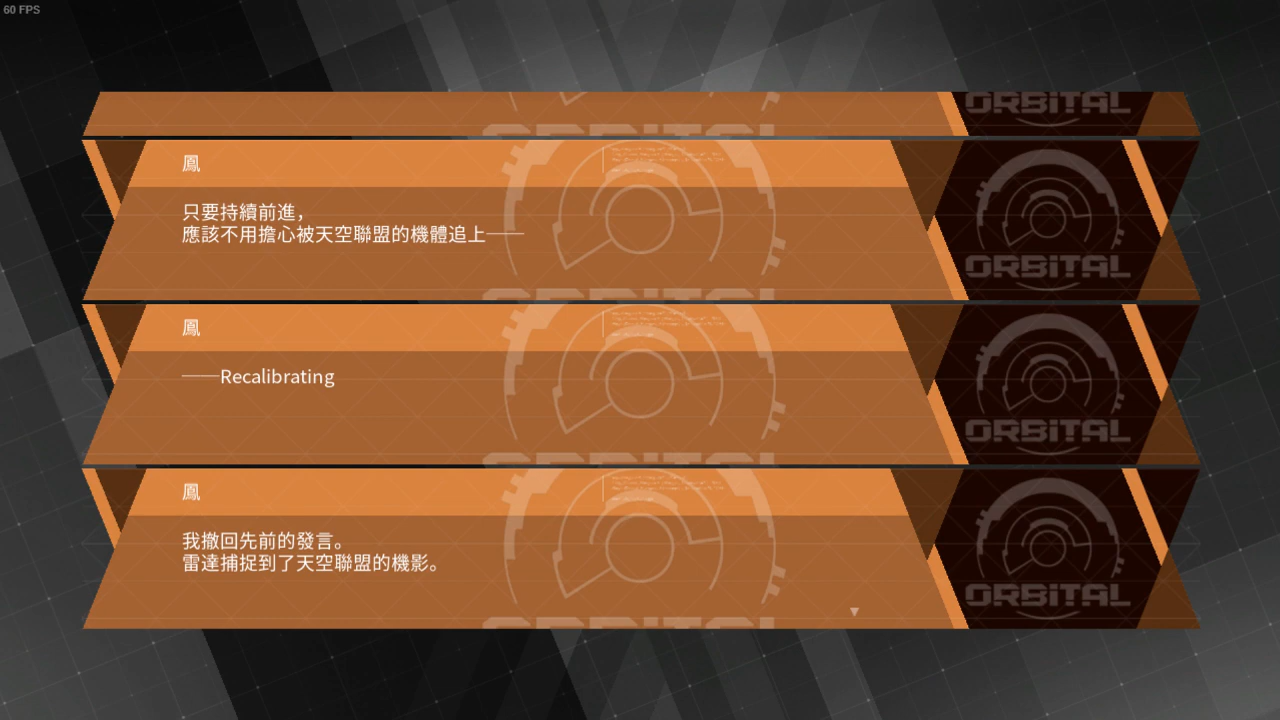 60 FPS
ORBITAL
鳳
只要持續前進，
應該不用擔心被天空聯盟的機體追上——
ORBITAL
鳳
——Recalibrating
ORBITAL
鳳
我撤回先前的發言。
雷達捕捉到了天空聯盟的機影。
ORBITAL